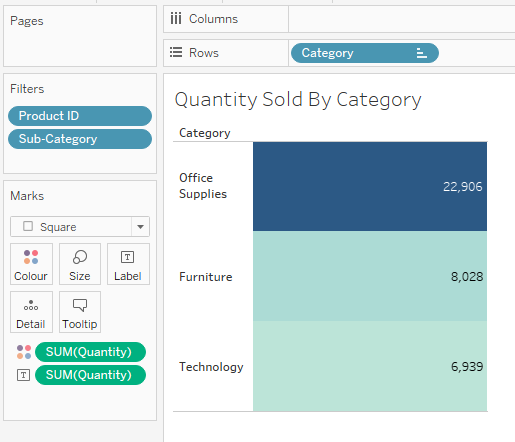 Pages
Columns
Rows
Category
Filters
Product ID
Sub-Category
Marks
Square
Colour
Size
Label
Detail
Tooltip
SUM(Quantity)
SUM(Quantity)
Quantity Sold By Category
Category
Office
Supplies
22,906
Furniture
8,028
Technology
6,939